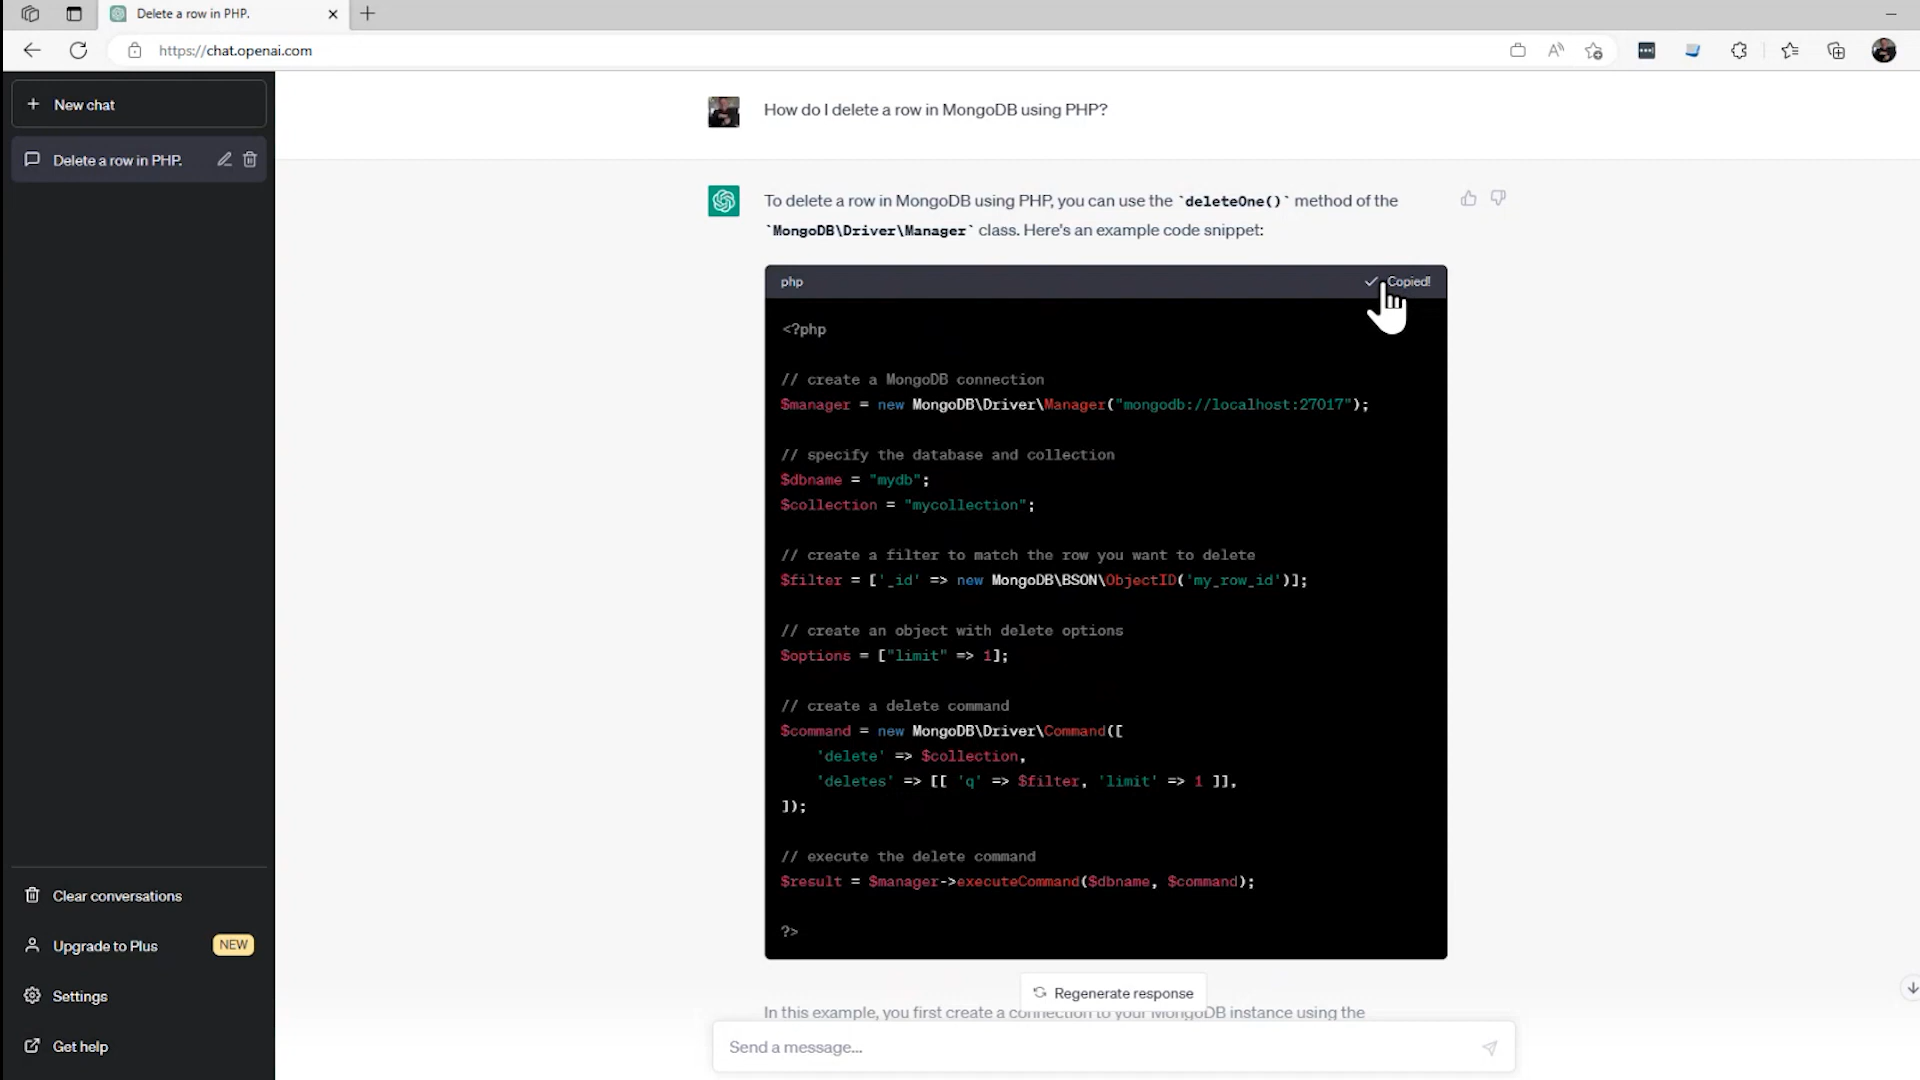 Delete a row in PHP.
https://chat.openai.com
New chat
Delete a row in PHP.
How do I delete a row in MongoDB using PHP?
To delete a row in MongoDB using PHP, you can use the `deleteOne()` method of the
`MongoDB\Driver\Manager` class. Here's an example code snippet:
php
Copied!
<?php
// create a MongoDB connection
$manager = new MongoDB\Driver\Manager("mongodb://localhost:27017");
// specify the database and collection
$dbname = "mydb";
$collection = "mycollection";
// create a filter to match the row you want to delete
$filter = ['_id' => new MongoDB\BSON\ObjectID('my_row_id')];
// create an object with delete options
$options = ["limit" => 1];
// create a delete command
$command = new MongoDB\Driver\Command([
'delete' => $collection,
'deletes' => [[ 'q' => $filter, 'limit' => 1 ]],
]);
// execute the delete command
$result = $manager->executeCommand($dbname, $command);
?>
Regenerate response
In this example, you first create a connection to your MongoDB instance using the
Send a message...
Clear conversations
Upgrade to Plus
NEW
Settings
Get help